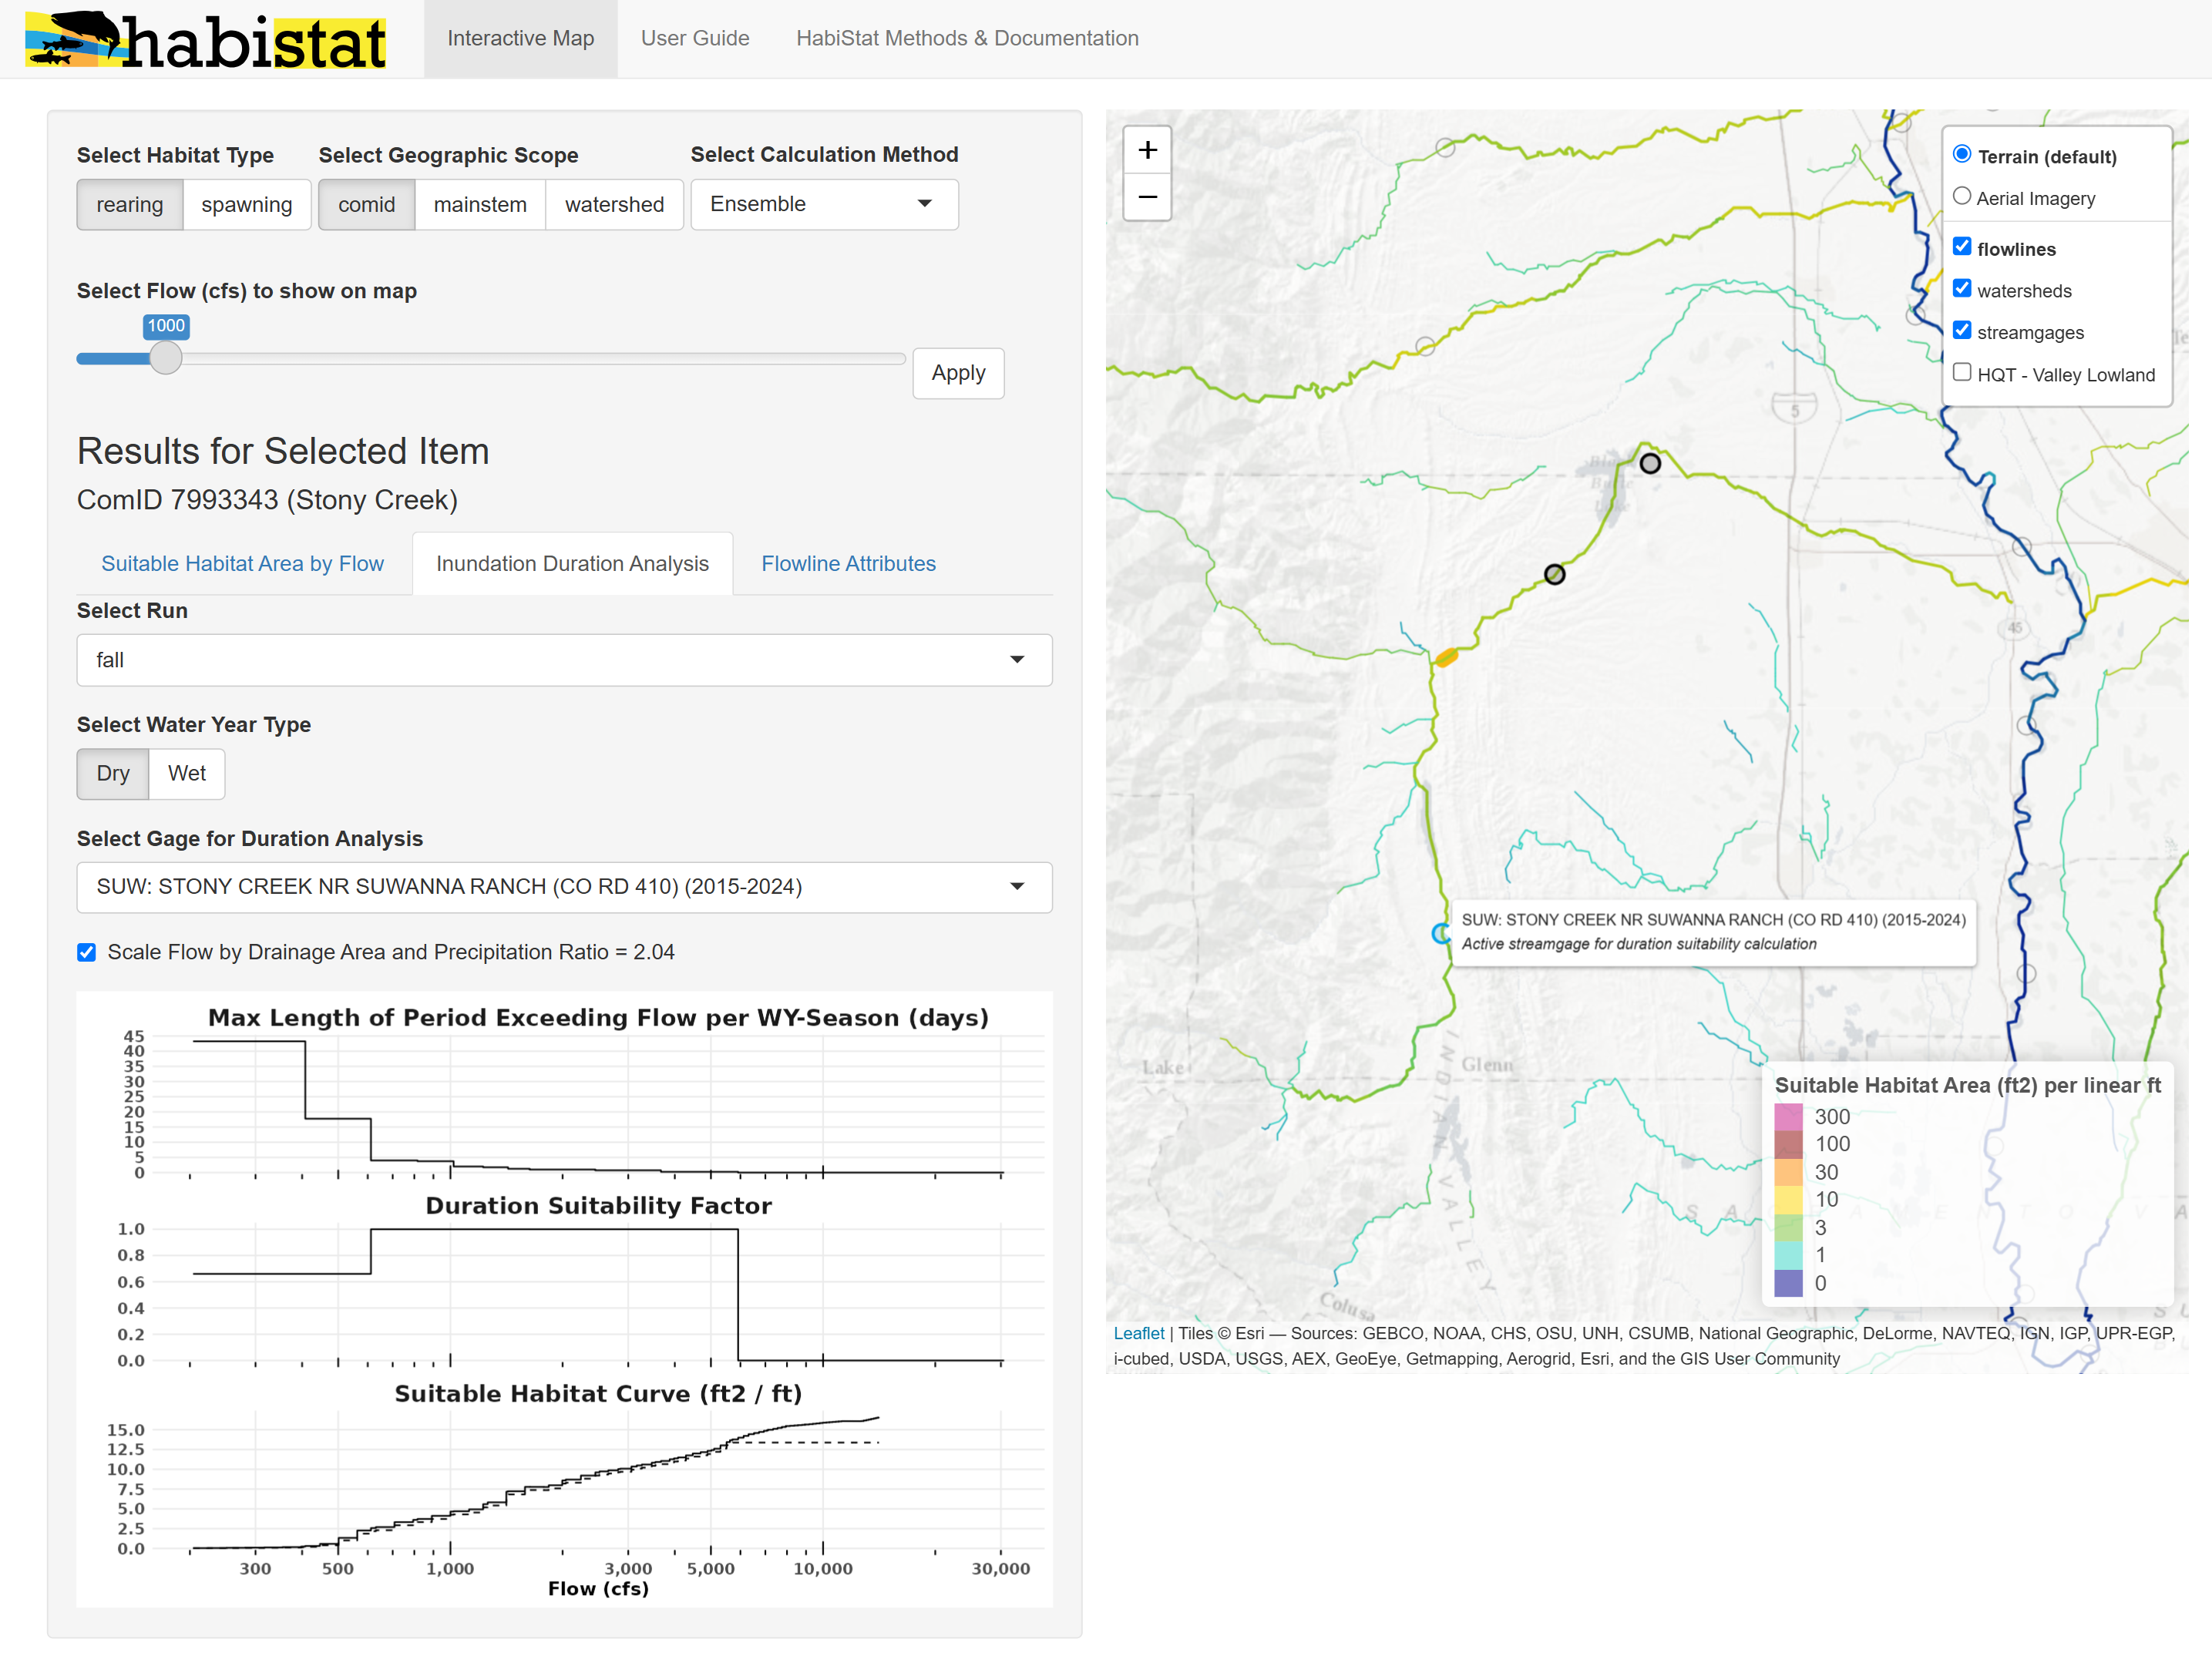 habistat
Interactive Map
User Guide
HabiStat Methods & Documentation
Select Habitat Type
Select Geographic Scope
Select Calculation Method
rearing
spawning
comid
mainstem
watershed
Ensemble
Select Flow (cfs) to show on map
1000
Apply
Results for Selected Item
ComID 7993343 (Stony Creek)
Suitable Habitat Area by Flow
Inundation Duration Analysis
Flowline Attributes
Select Run
fall
Select Water Year Type
Dry
Wet
Select Gage for Duration Analysis
SUW: STONY CREEK NR SUWANNA RANCH (CO RD 410) (2015-2024)
Scale Flow by Drainage Area and Precipitation Ratio = 2.04
Max Length of Period Exceeding Flow per WY-Season (days)
45
40
35
30
25
20
15
10
5
0
Duration Suitability Factor
1.0
0.8
0.6
0.4
0.2
0.0
Suitable Habitat Curve (ft2 / ft)
15.0
12.5
10.0
7.5
5.0
2.5
0.0
300
500
1,000
3,000
5,000
10,000
30,000
Flow (cfs)
+
−
Terrain (default)
Aerial Imagery
flowlines
watersheds
streamgages
HQT - Valley Lowland
5
45
SUW: STONY CREEK NR SUWANNA RANCH (CO RD 410) (2015-2024)
Active streamgage for duration suitability calculation
Lake
Glenn
INDIAN VALLEY
Colusa
Suitable Habitat Area (ft2) per linear ft
300
100
30
10
3
1
0
Leaflet | Tiles © Esri — Sources: GEBCO, NOAA, CHS, OSU, UNH, CSUMB, National Geographic, DeLorme, NAVTEQ, IGN, IGP, UPR-EGP,
i-cubed, USDA, USGS, AEX, GeoEye, Getmapping, Aerogrid, Esri, and the GIS User Community